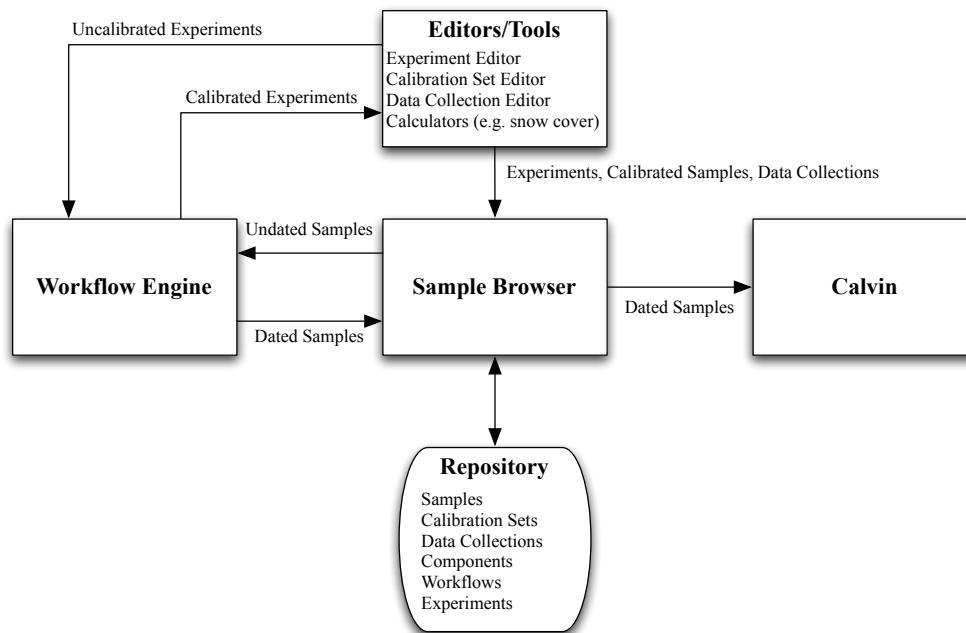 Uncalibrated Experiments
Editors/Tools
Experiment Editor
Calibration Set Editor
Data Collection Editor
Calculators (e.g. snow cover)
Calibrated Experiments
Experiments, Calibrated Samples, Data Collections
Workflow Engine
Undated Samples
Dated Samples
Sample Browser
Dated Samples
Calvin
Repository
Samples
Calibration Sets
Data Collections
Components
Workflows
Experiments